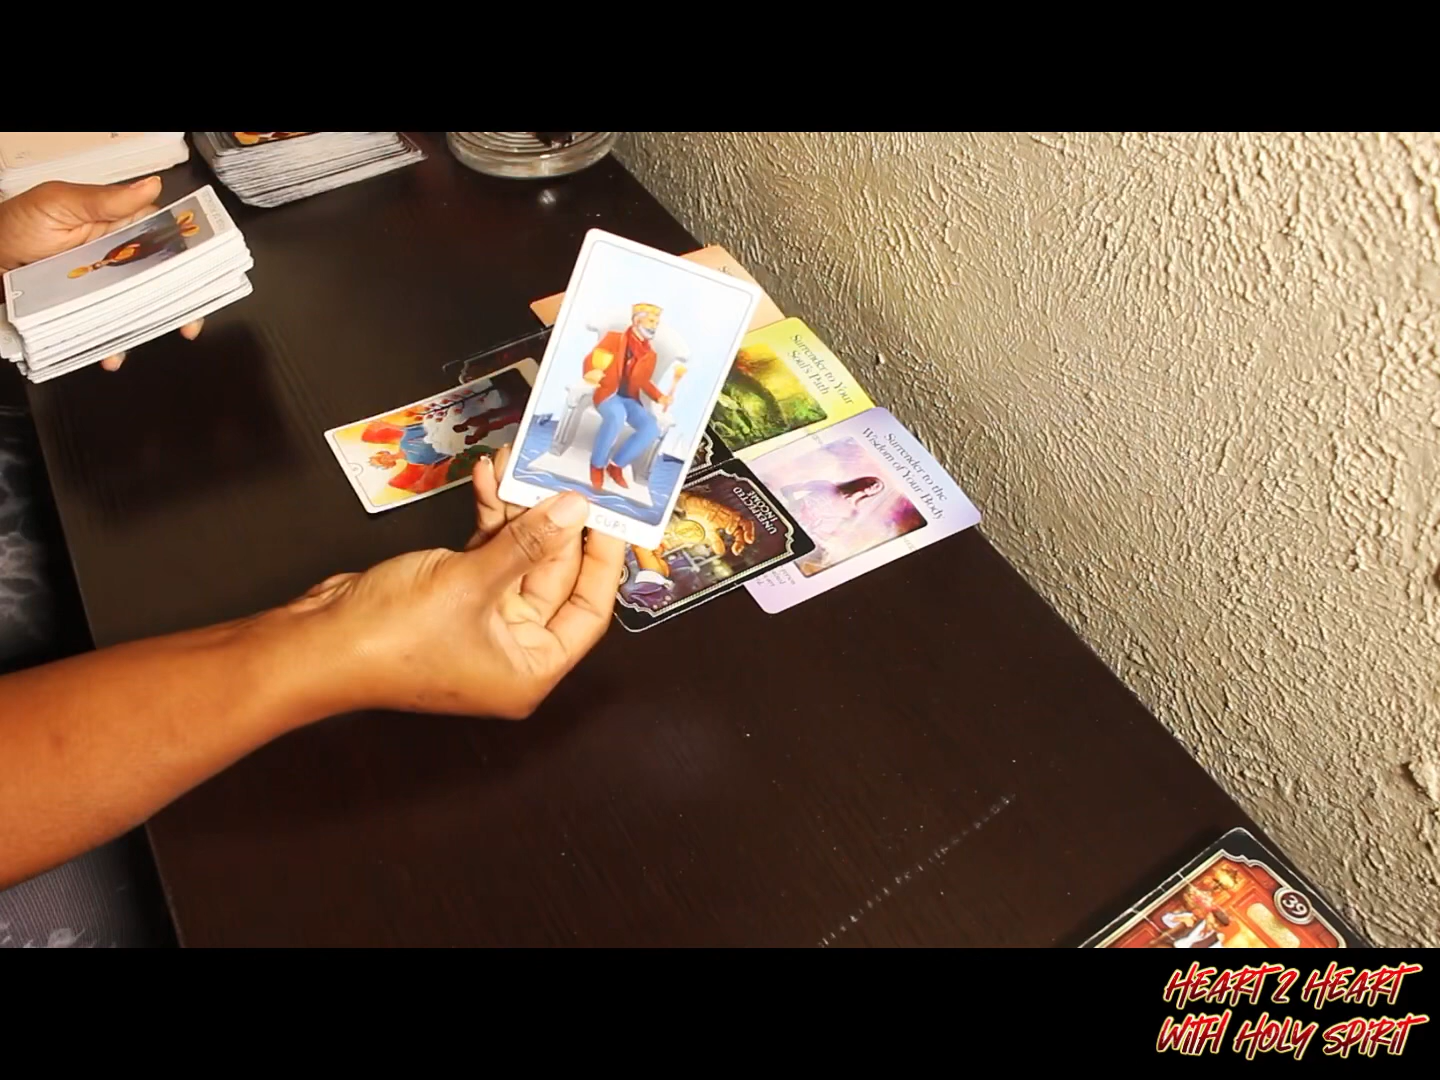 CUPS
Surrender to Your
Soul's Path
Surrender to the
Wisdom of Your Body
UNEXPECTED
INCOME
39
HEART 2 HEART
WITH HOLY SPIRIT